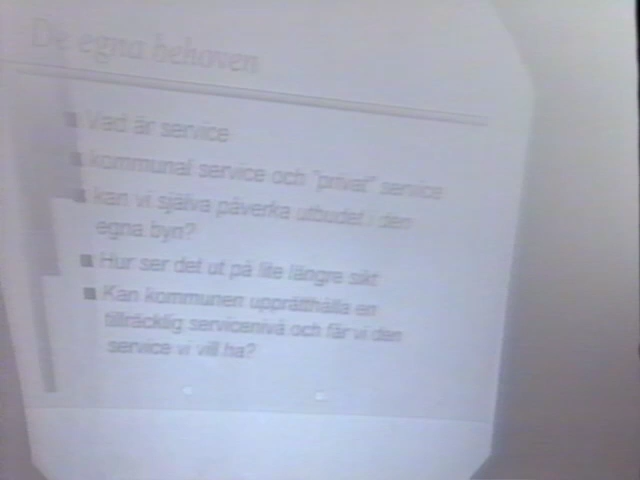 De egna behoven
Vad är service
kommunal service och "privat" service
kan vi själva påverka utbudet i den
egna byn?
Hur ser det ut på lite längre sikt
Kan kommunen upprätthålla en
tillräcklig servicenivå och får vi den
service vi vill ha?